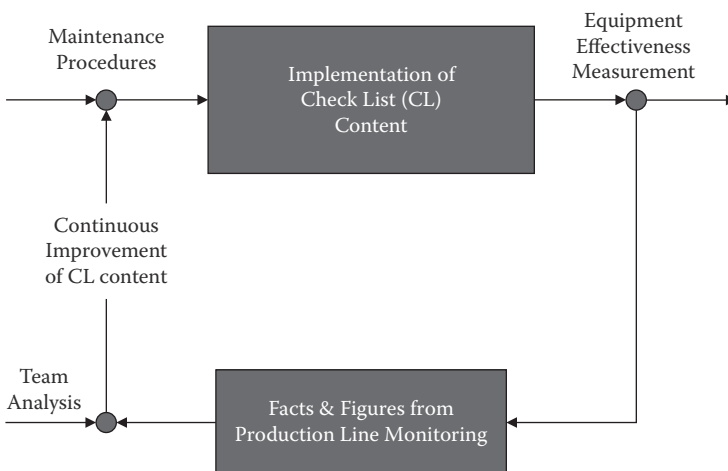 Maintenance
Procedures
Implementation of
Check List (CL)
Content
Equipment
Effectiveness
Measurement
Continuous
Improvement
of CL content
Team
Analysis
Facts & Figures from
Production Line Monitoring